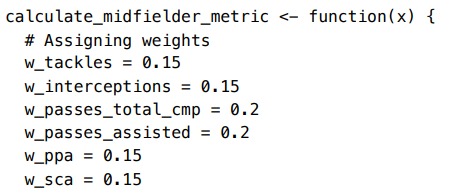 calculate_midfielder_metric <- function(x) {
# Assigning weights
w_tackles = 0.15
w_interceptions = 0.15
w_passes_total_cmp = 0.2
w_passes_assisted = 0.2
w_ppa = 0.15
w_sca = 0.15